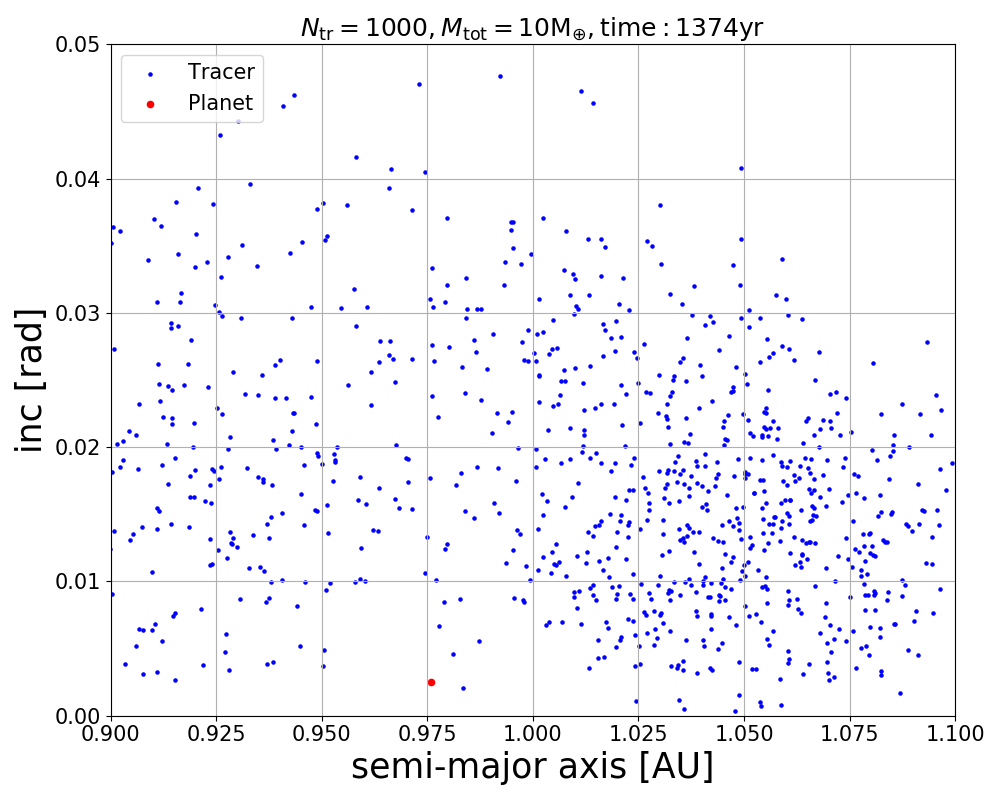 N_tr = 1000, M_tot = 10M_⊕, time : 1374yr
Tracer
Planet
0.05
0.04
0.03
0.02
0.01
0.00
inc [rad]
0.900 0.925 0.950 0.975 1.000 1.025 1.050 1.075 1.100
semi-major axis [AU]